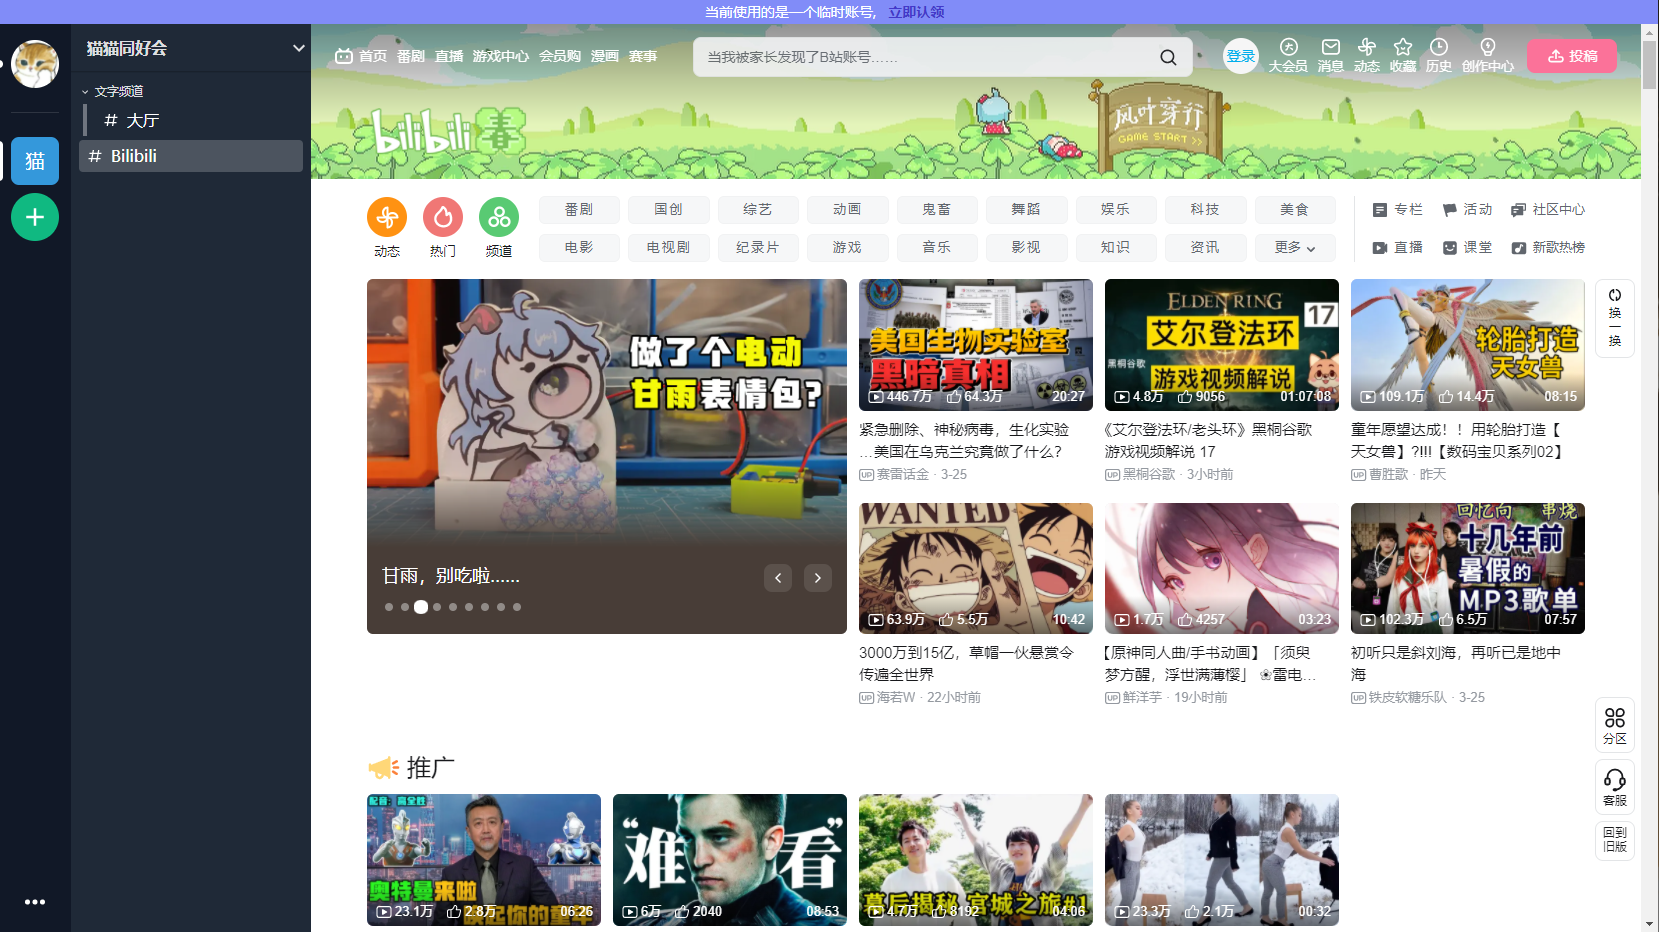 当前使用的是一个临时账号, 立即认领
猫猫同好会
文字频道
# 大厅
# Bilibili
猫
首页 番剧 直播 游戏中心 会员购 漫画 赛事
当我被家长发现了B站账号……
登录 大会员 消息 动态 收藏 历史 创作中心 投稿
bilibili 春
风叶穿行
GAME START >>
动态 热门 频道
番剧 国创 综艺 动画 鬼畜 舞蹈 娱乐 科技 美食
电影 电视剧 纪录片 游戏 音乐 影视 知识 资讯 更多
专栏 活动 社区中心
直播 课堂 新歌热榜
做了个电动
甘雨表情包?
甘雨，别吃啦......
美国生物实验室
黑暗真相
446.7万 64.3万 20:27
紧急删除、神秘病毒，生化实验
...美国在乌克兰究竟做了什么？
UP 赛雷话金 · 3-25
ELDEN RING
17
艾尔登法环
黑桐谷歌
游戏视频解说
4.8万 9056 01:07:08
《艾尔登法环/老头环》黑桐谷歌
游戏视频解说 17
UP 黑桐谷歌 · 3小时前
轮胎打造
天女兽
109.1万 14.4万 08:15
童年愿望达成！！用轮胎打造【
天女兽】?!!!【数码宝贝系列02】
UP 曹胜歌 · 昨天
换一换
WANTED
63.9万 5.5万 10:42
3000万到15亿，草帽一伙悬赏令
传遍全世界
UP 海若W · 22小时前
1.7万 4257 03:23
【原神同人曲/手书动画】「须臾
梦方醒，浮世满薄樱」 ❀雷电...
UP 鲜洋芋 · 19小时前
回忆向 串烧
十几年前
暑假的
MP3歌单
102.3万 6.5万 07:57
初听只是斜刘海，再听已是地中
海
UP 铁皮软糖乐队 · 3-25
分区
客服
回到
旧版
推广
配音：高全胜
奥特曼来啦
23.1万 2.8万 06:26
“难看”
6万 2040 08:53
幕后揭秘 宫城之旅#1
4.7万 8192 04:06
23.3万 2.1万 00:32